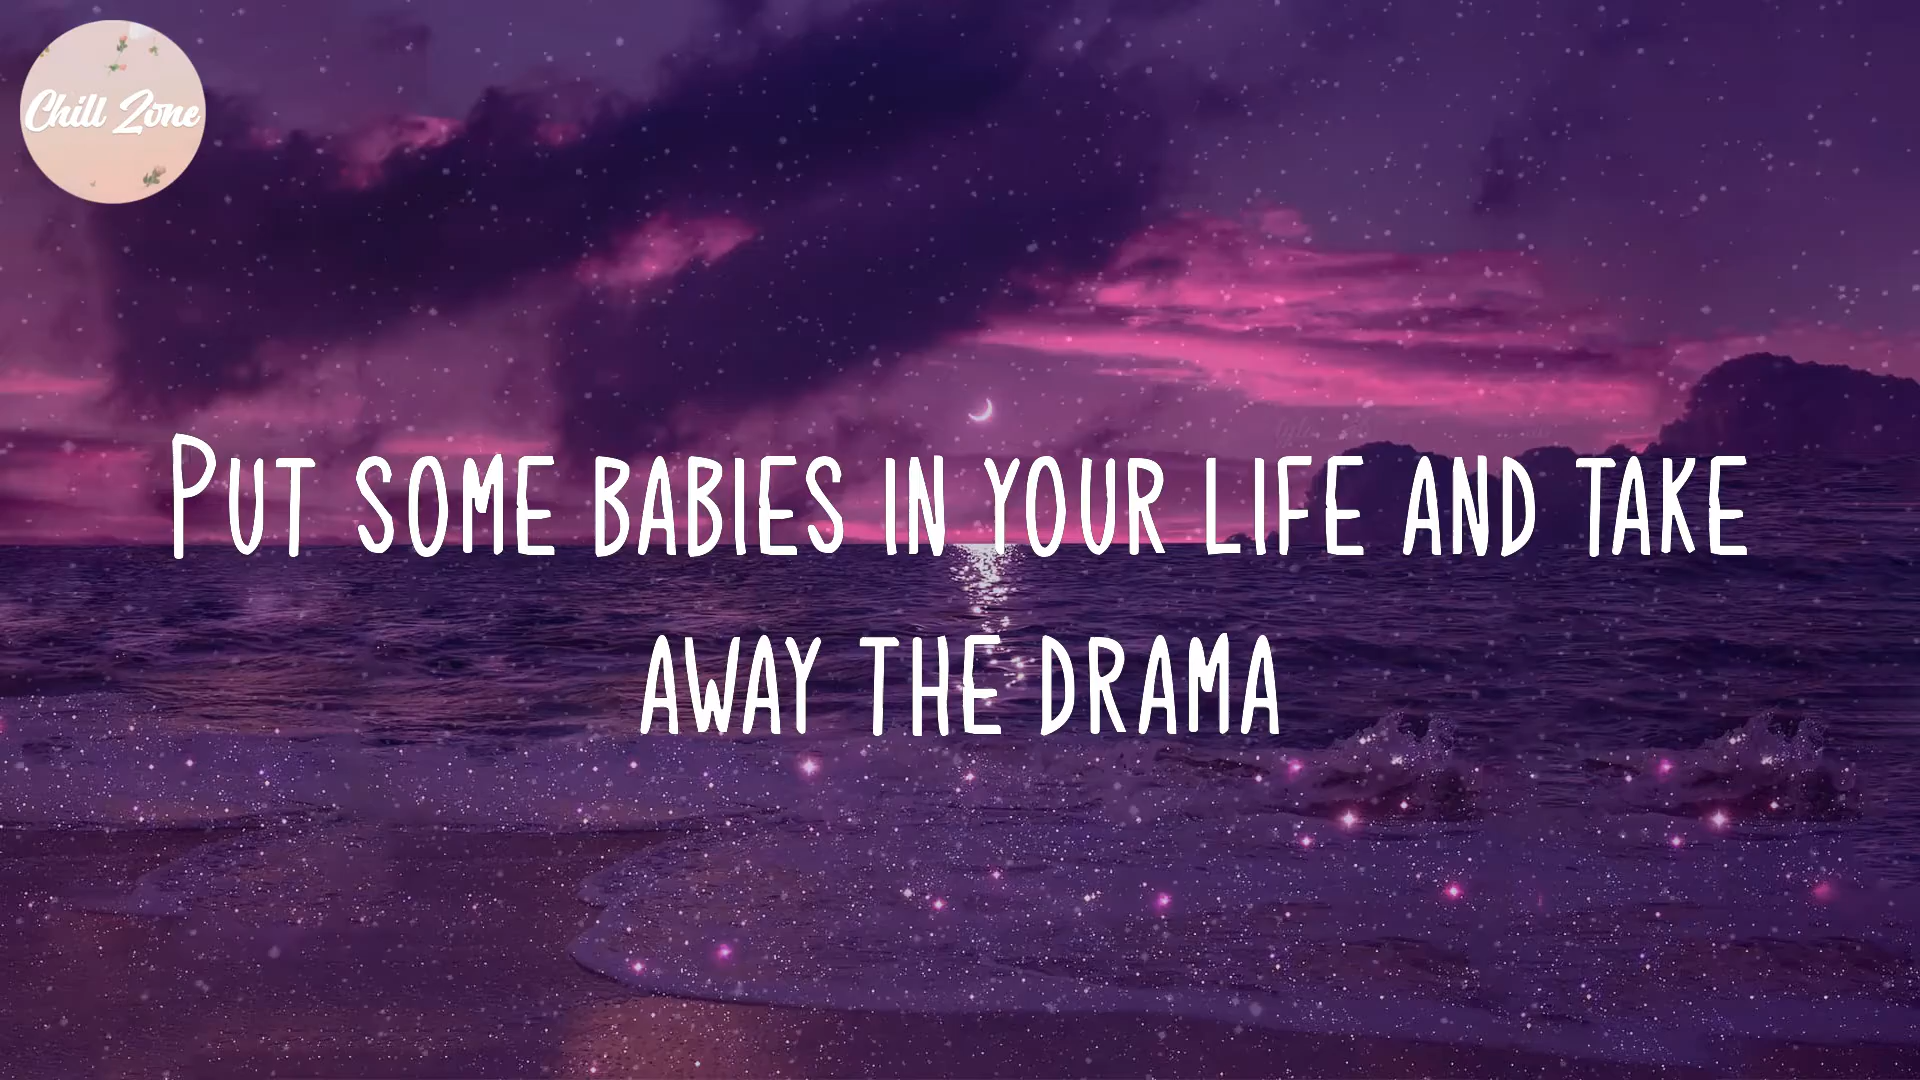 Chill Zone
Put some babies in your life and take
away the drama